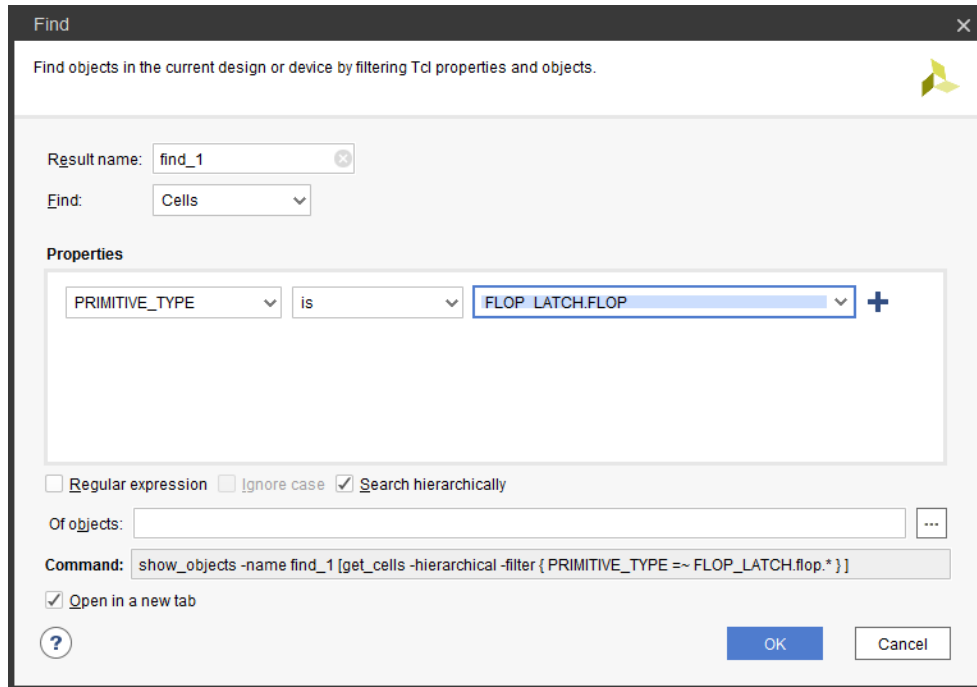 Find
Find objects in the current design or device by filtering Tcl properties and objects.
Result name: find_1
Find: Cells
Properties
PRIMITIVE_TYPE is FLOP_LATCH.FLOP
Regular expression Ignore case Search hierarchically
Of objects: ...
Command: show_objects -name find_1 [get_cells -hierarchical -filter { PRIMITIVE_TYPE =~ FLOP_LATCH.flop.* } ]
Open in a new tab
? OK Cancel